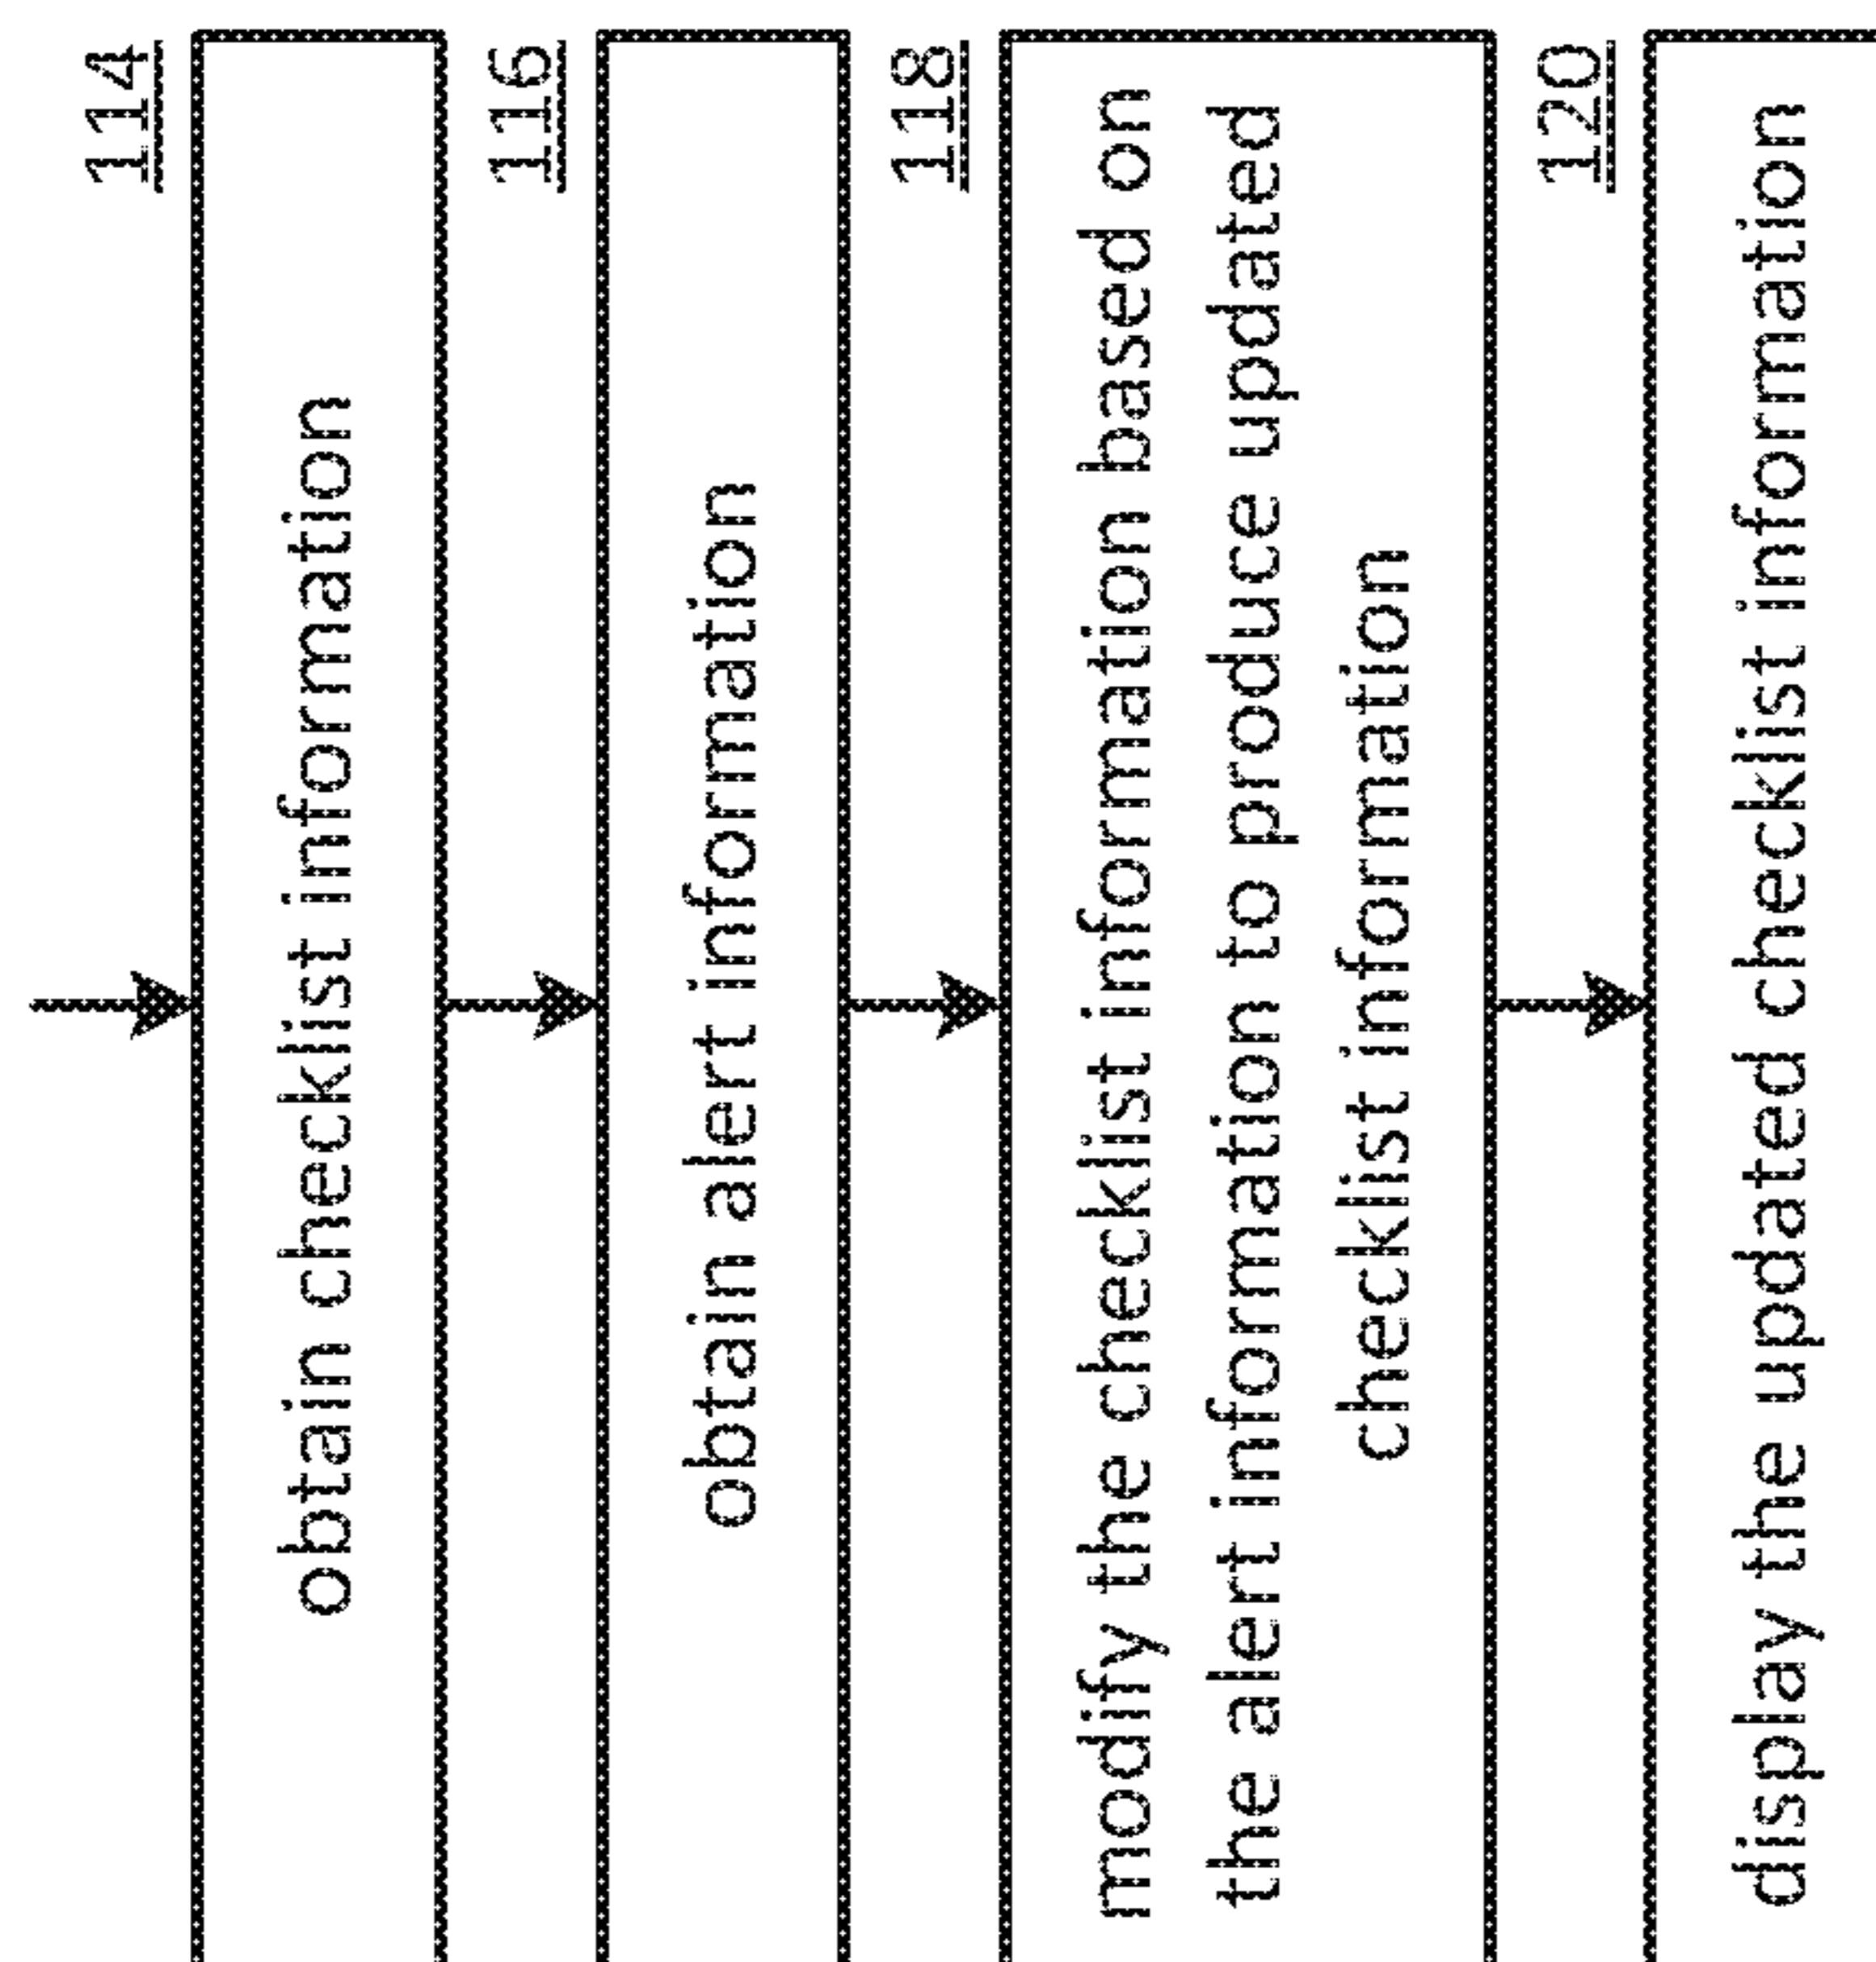 114
obtain checklist information
116
obtain alert information
118
modify the checklist information based on
the alert information to produce updated
checklist information
120
display the updated checklist information